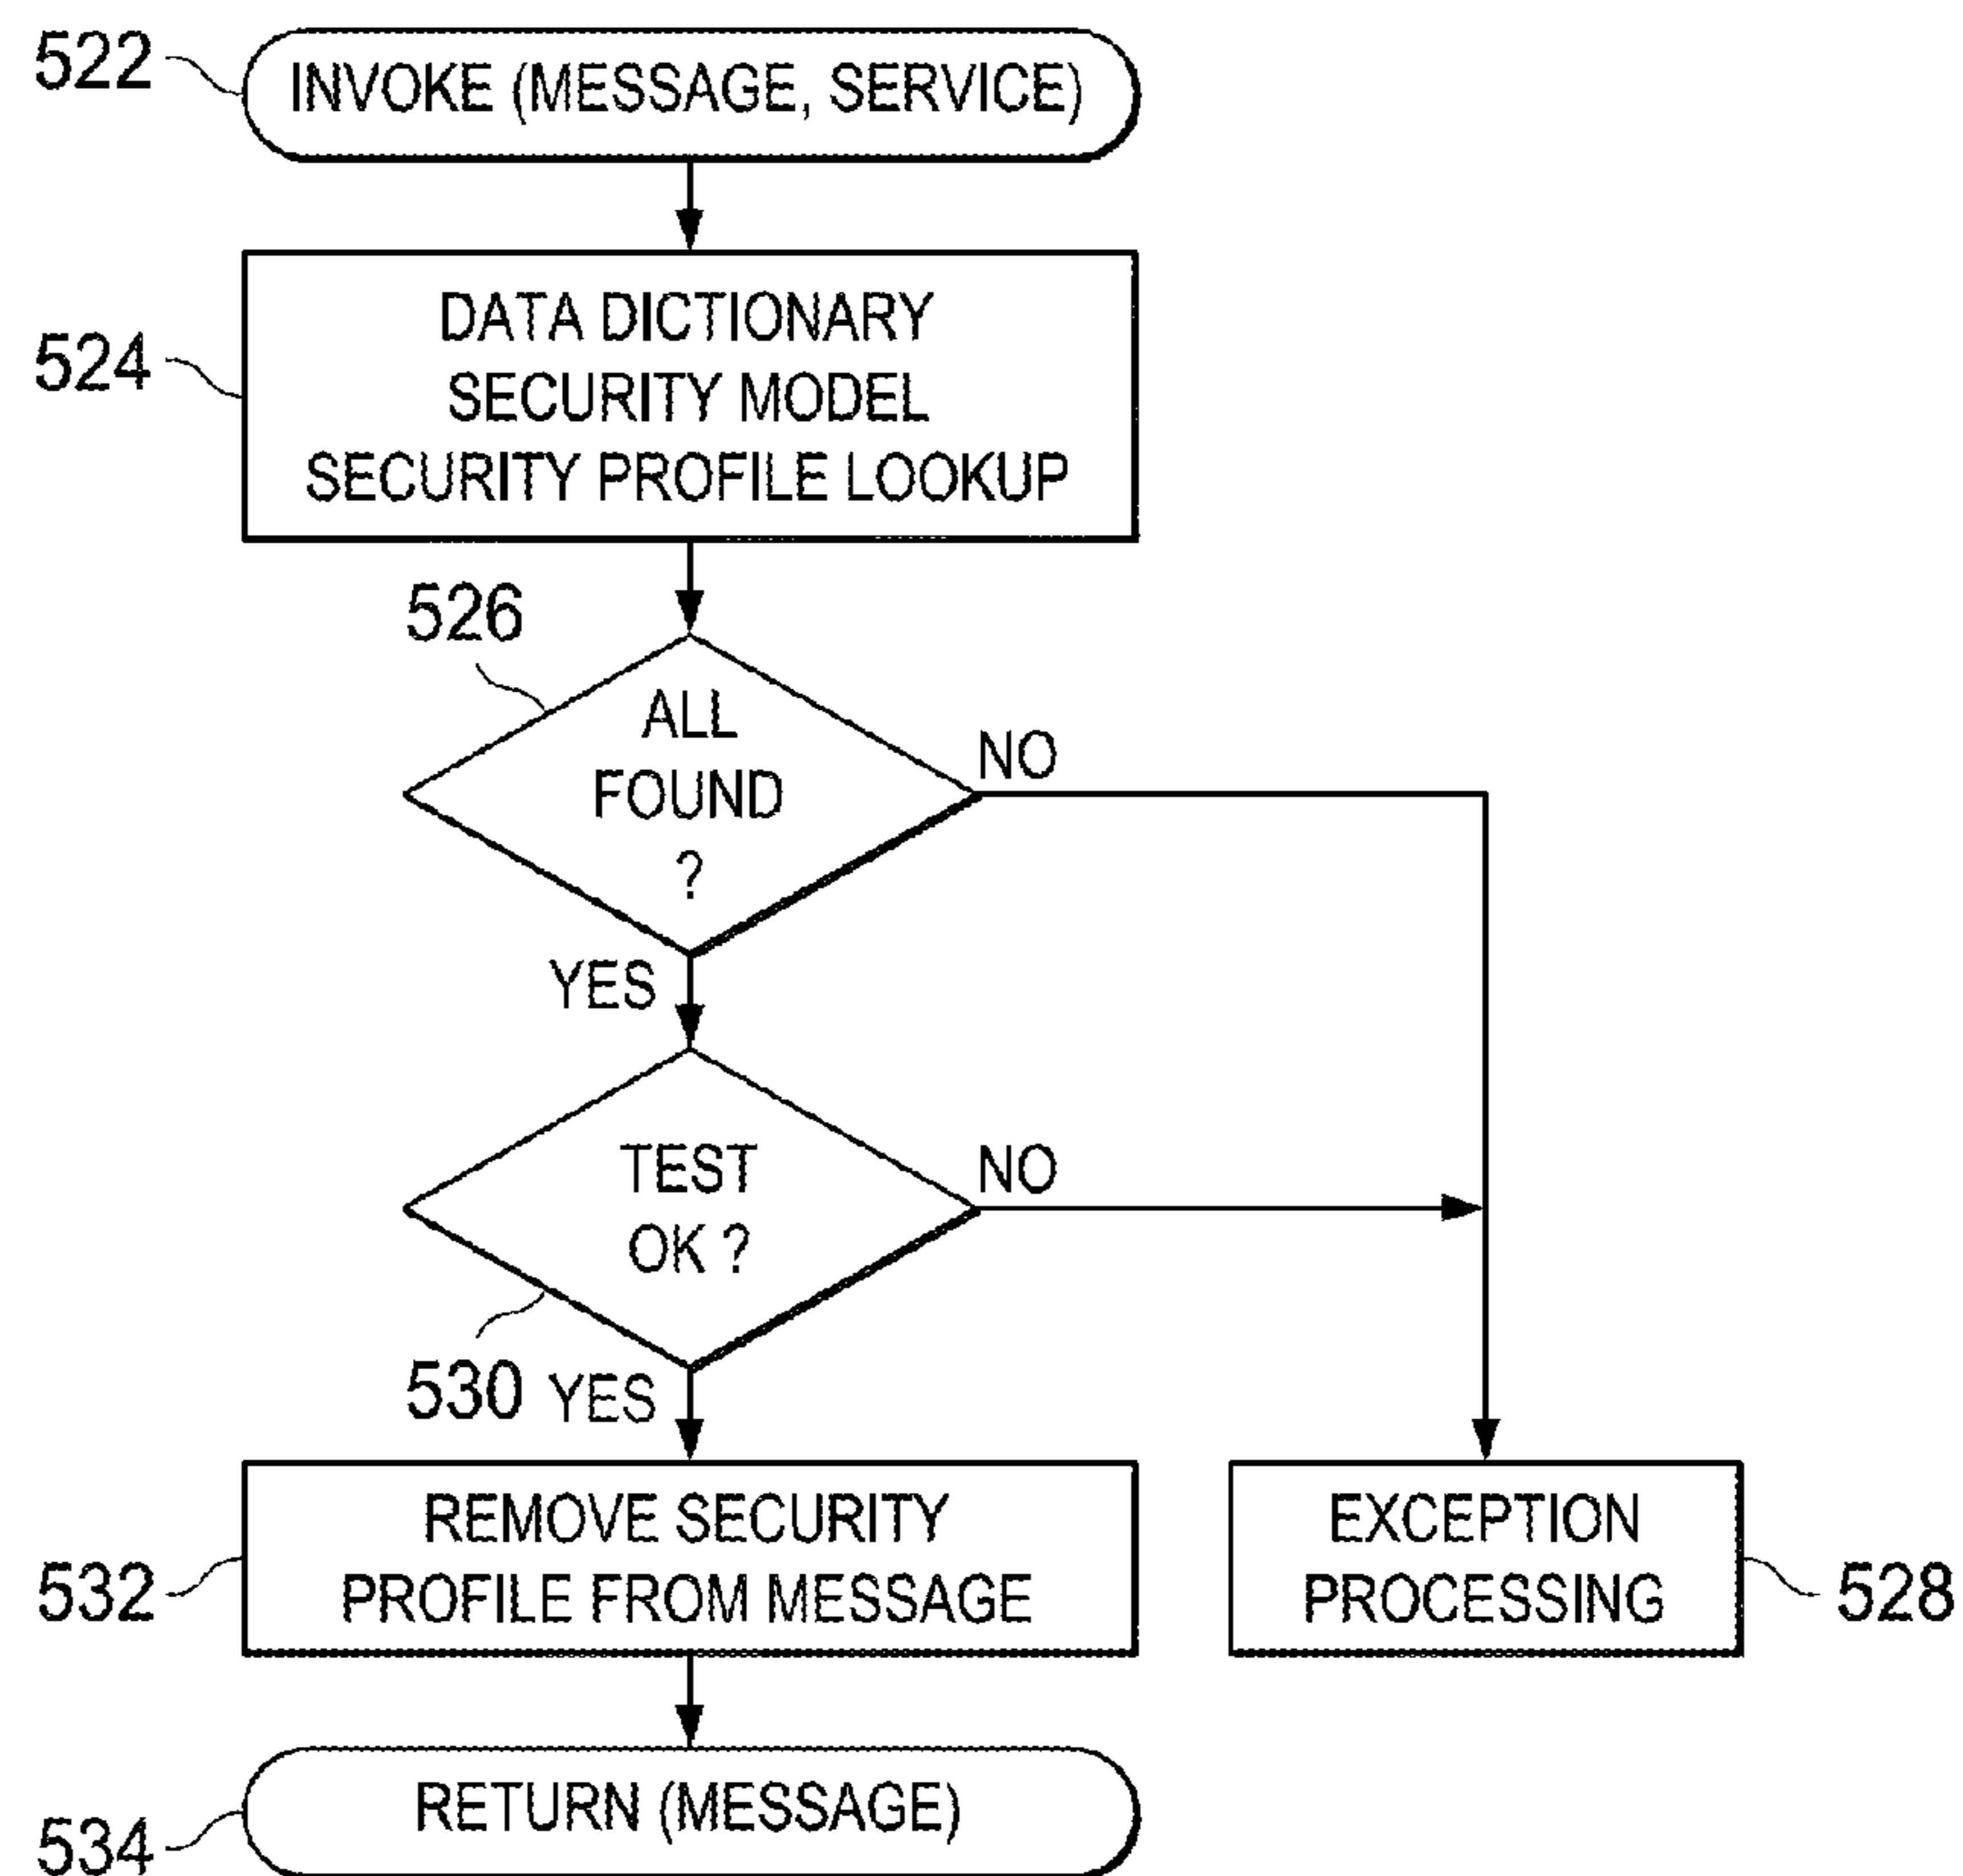 522
INVOKE (MESSAGE, SERVICE)
524
DATA DICTIONARY
SECURITY MODEL
SECURITY PROFILE LOOKUP
526
ALL
FOUND
?
NO
YES
TEST
OK ?
NO
530
YES
532
REMOVE SECURITY
PROFILE FROM MESSAGE
EXCEPTION
PROCESSING
528
534
RETURN (MESSAGE)